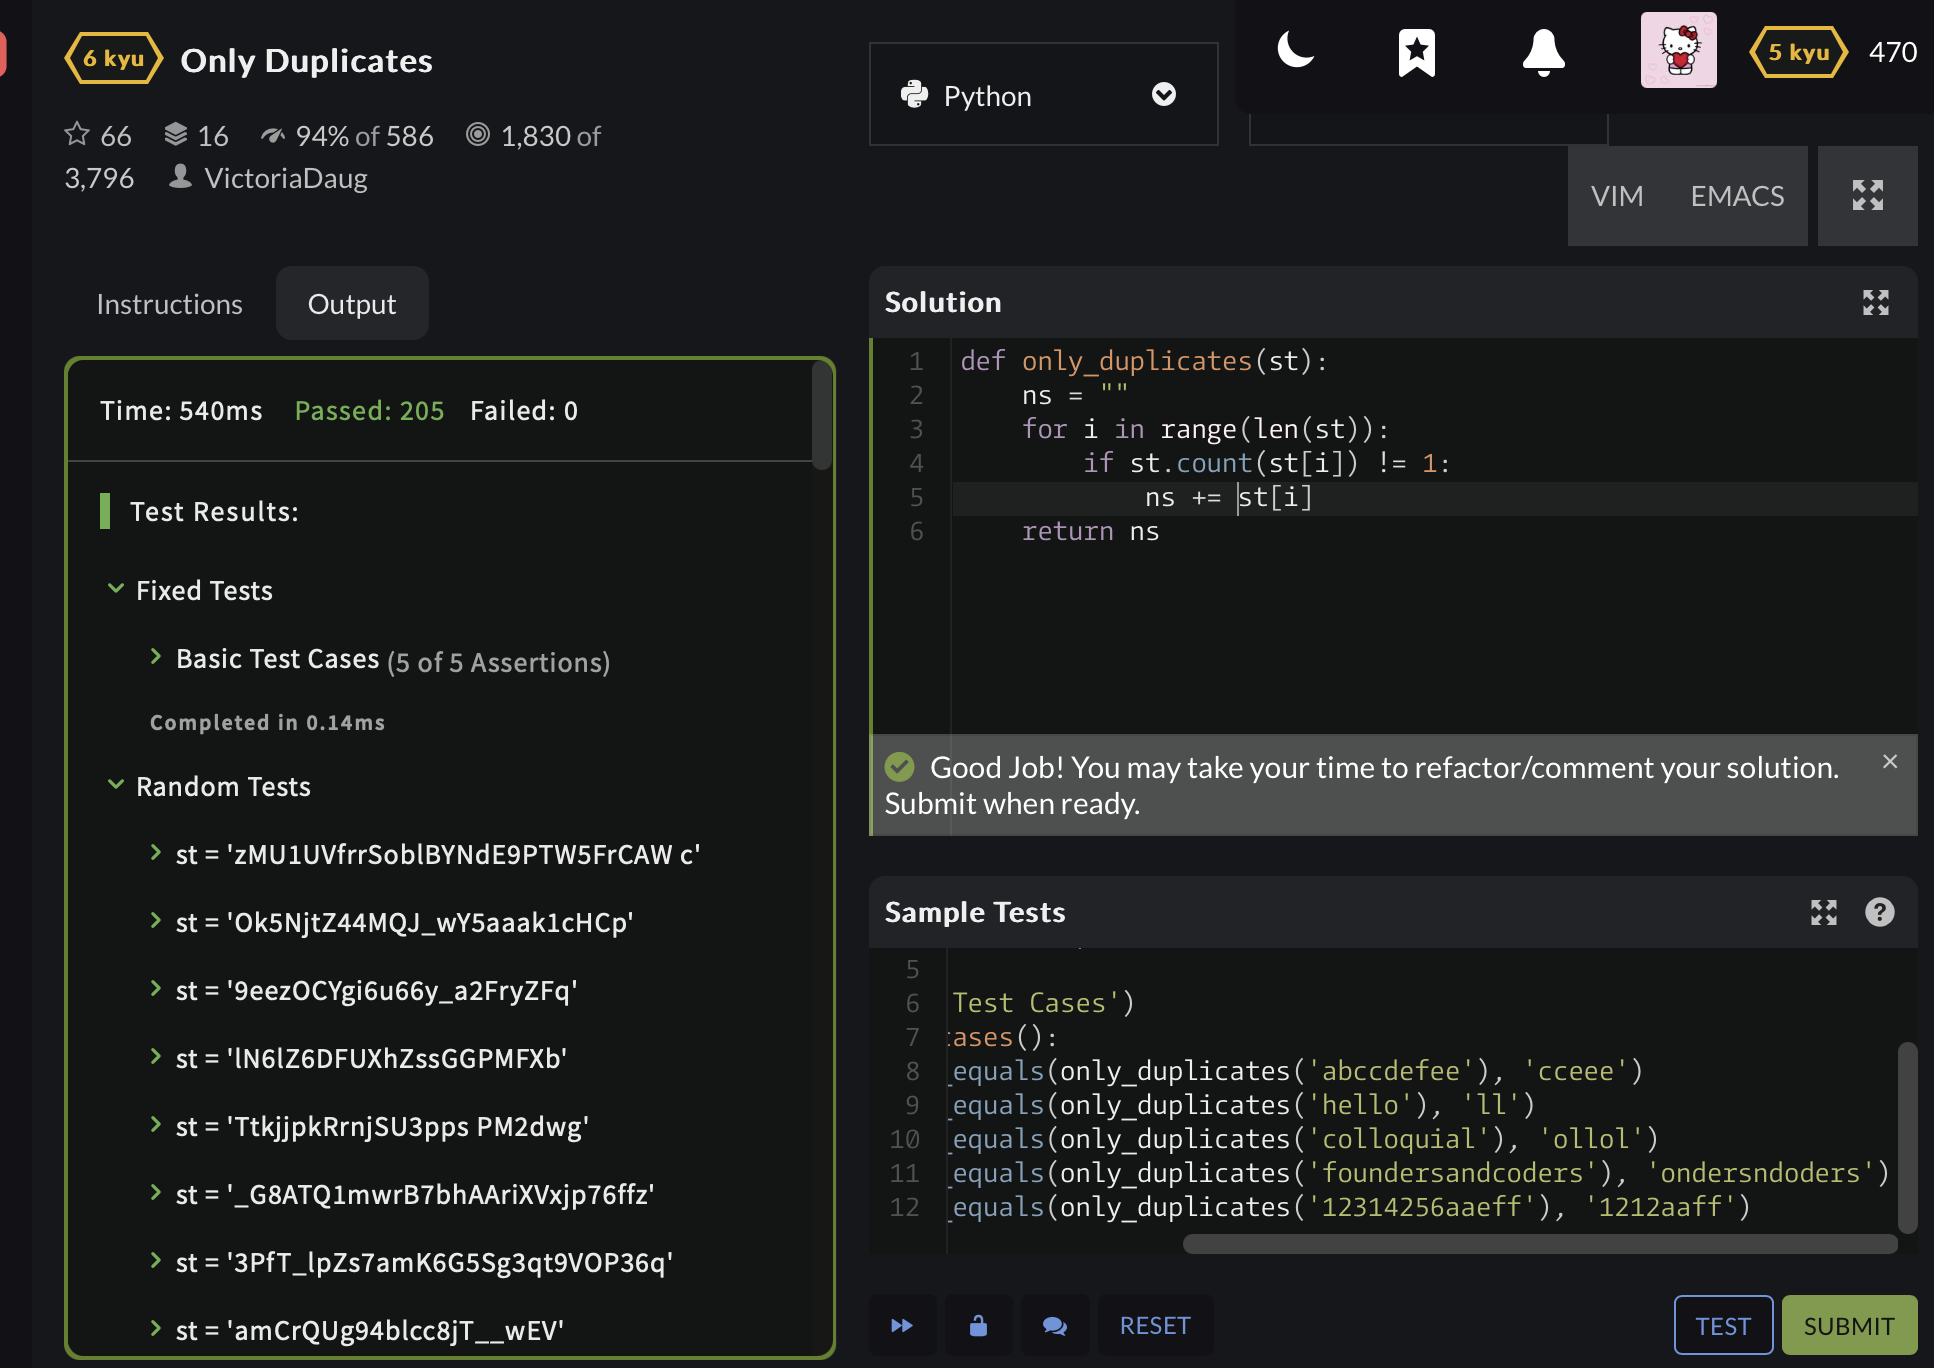 6 kyu Only Duplicates
66 16 94% of 586 1,830 of
3,796 VictoriaDaug
Python
5 kyu 470
VIM EMACS
Instructions Output
Time: 540ms Passed: 205 Failed: 0
Test Results:
Fixed Tests
Basic Test Cases (5 of 5 Assertions)
Completed in 0.14ms
Random Tests
st = 'zMU1UVfrrSoblBYNdE9PTW5FrCAW c'
st = 'Ok5NjtZ44MQJ_wY5aaak1cHCp'
st = '9eezOCYgi6u66y_a2FryZFq'
st = 'lN6lZ6DFUXhZssGGPMFXb'
st = 'TtkjjpkRrnjSU3pps PM2dwg'
st = '_G8ATQ1mwrB7bhAAriXVxjp76ffz'
st = '3PfT_lpZs7amK6G5Sg3qt9VOP36q'
st = 'amCrQUg94blcc8jT__wEV'
Solution
1 def only_duplicates(st):
2 ns = ""
3 for i in range(len(st)):
4 if st.count(st[i]) != 1:
5 ns += st[i]
6 return ns
Good Job! You may take your time to refactor/comment your solution.
Submit when ready.
Sample Tests
5
6 Test Cases')
7 ases():
8 _equals(only_duplicates('abccdefee'), 'cceee')
9 _equals(only_duplicates('hello'), 'll')
10 _equals(only_duplicates('colloquial'), 'ollol')
11 _equals(only_duplicates('foundersandcoders'), 'ondersndoders')
12 _equals(only_duplicates('12314256aaeff'), '1212aaff')
RESET TEST SUBMIT